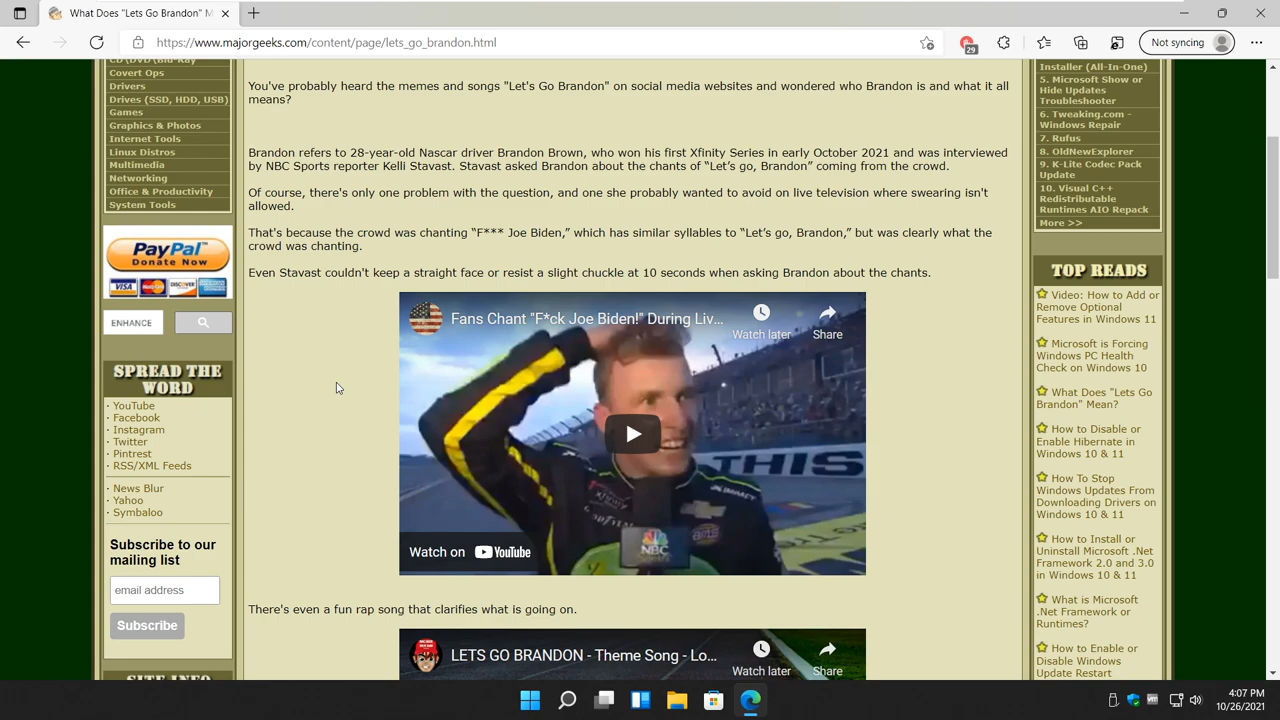 What Does "Lets Go Brandon" M
https://www.majorgeeks.com/content/page/lets_go_brandon.html
29
Not syncing
CD\DVD\Blu-Ray
Covert Ops
Drivers
Drives (SSD, HDD, USB)
Games
Graphics & Photos
Internet Tools
Linux Distros
Multimedia
Networking
Office & Productivity
System Tools
PayPal
Donate Now
VISA
DISCOVER
ENHANCE
SPREAD THE
WORD
· YouTube
· Facebook
· Instagram
· Twitter
· Pintrest
· RSS/XML Feeds
· News Blur
· Yahoo
· Symbaloo
Subscribe to our
mailing list
email address
Subscribe
SITE INFO
You've probably heard the memes and songs "Let's Go Brandon" on social media websites and wondered who Brandon is and what it all
means?
Brandon refers to 28-year-old Nascar driver Brandon Brown, who won his first Xfinity Series in early October 2021 and was interviewed
by NBC Sports reporter Kelli Stavast. Stavast asked Brandon about the chants of “Let’s go, Brandon” coming from the crowd.
Of course, there's only one problem with the question, and one she probably wanted to avoid on live television where swearing isn't
allowed.
That's because the crowd was chanting “F*** Joe Biden,” which has similar syllables to “Let’s go, Brandon,” but was clearly what the
crowd was chanting.
Even Stavast couldn't keep a straight face or resist a slight chuckle at 10 seconds when asking Brandon about the chants.
Fans Chant "F*ck Joe Biden!" During Liv...
Watch later
Share
THIS
NBC
Watch on YouTube
There's even a fun rap song that clarifies what is going on.
LETS GO BRANDON - Theme Song - Lo...
Watch later
Share
Installer (All-In-One)
5. Microsoft Show or
Hide Updates
Troubleshooter
6. Tweaking.com -
Windows Repair
7. Rufus
8. OldNewExplorer
9. K-Lite Codec Pack
Update
10. Visual C++
Redistributable
Runtimes AIO Repack
More >>
TOP READS
Video: How to Add or
Remove Optional
Features in Windows 11
Microsoft is Forcing
Windows PC Health
Check on Windows 10
What Does "Lets Go
Brandon" Mean?
How to Disable or
Enable Hibernate in
Windows 10 & 11
How To Stop
Windows Updates From
Downloading Drivers on
Windows 10 & 11
How to Install or
Uninstall Microsoft .Net
Framework 2.0 and 3.0
in Windows 10 & 11
What is Microsoft
.Net Framework or
Runtimes?
How to Enable or
Disable Windows
Update Restart
4:07 PM
10/26/2021